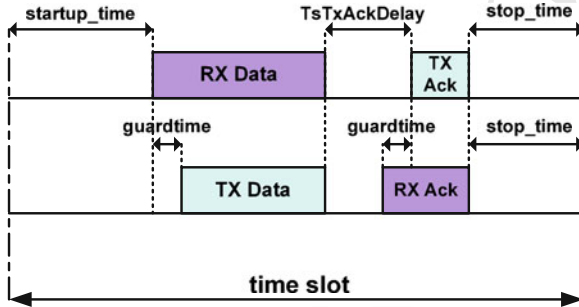 startup_time
TsTxAckDelay
stop_time
RX Data
TX
Ack
guardtime
guardtime
stop_time
TX Data
RX Ack
time slot